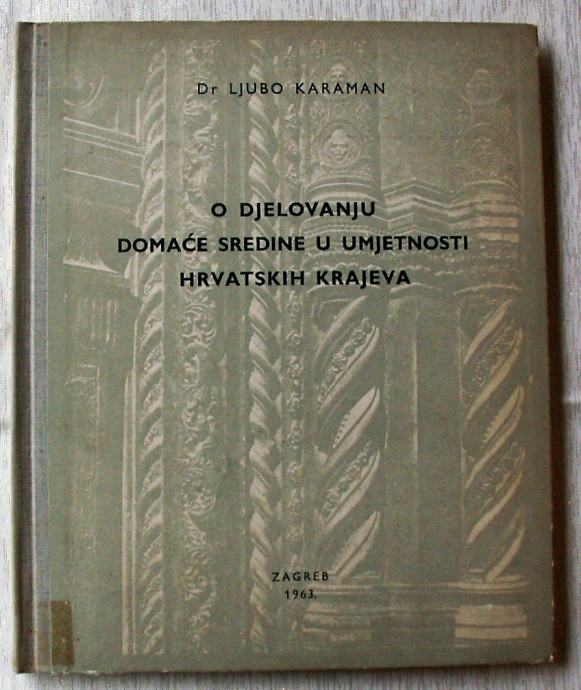 Dr LJUBO KARAMAN
O DJELOVANJU
DOMAĆE SREDINE U UMJETNOSTI
HRVATSKIH KRAJEVA
ZAGREB
1963.